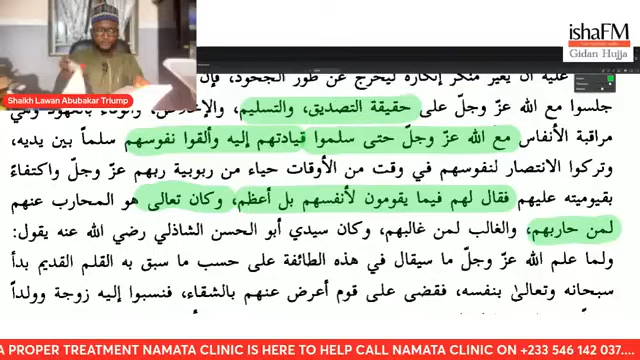 ishaFM
Gidan Hujja
Shaikh Lawan Abubakar Triump
عليه أن يغير منكر إنكاره ليخرج عن طور الجحود، فإن
جلسوا مع الله عزّ وجلّ على حقيقة التصديق، والتسليم،
مراقبة الأنفاس مع الله عزّ وجلّ حتى سلموا قيادتهم إليه وألقوا نفوسهم سلماً بين يديه،
وتركوا الانتصار لنفوسهم في وقت من الأوقات حياء من ربوبية ربهم عزّ وجلّ واكتفاءً
بقيوميته عليهم فقال لهم فيما يقومون لأنفسهم بل أعظم، وكان تعالى هو المحارب عنهم
لمن حاربهم، والغالب لمن غالبهم، وكان سيدي أبو الحسن الشاذلي رضي الله عنه يقول:
ولما علم الله عزّ وجلّ ما سيقال في هذه الطائفة على حسب ما سبق به القلم القديم بدأ
سبحانه وتعالىٰ بنفسه، فقضى على قوم أعرض عنهم بالشقاء، فنسبوا إليه زوجة وولداً
A PROPER TREATMENT NAMATA CLINIC IS HERE TO HELP CALL NAMATA CLINIC ON +233 546 142 037....